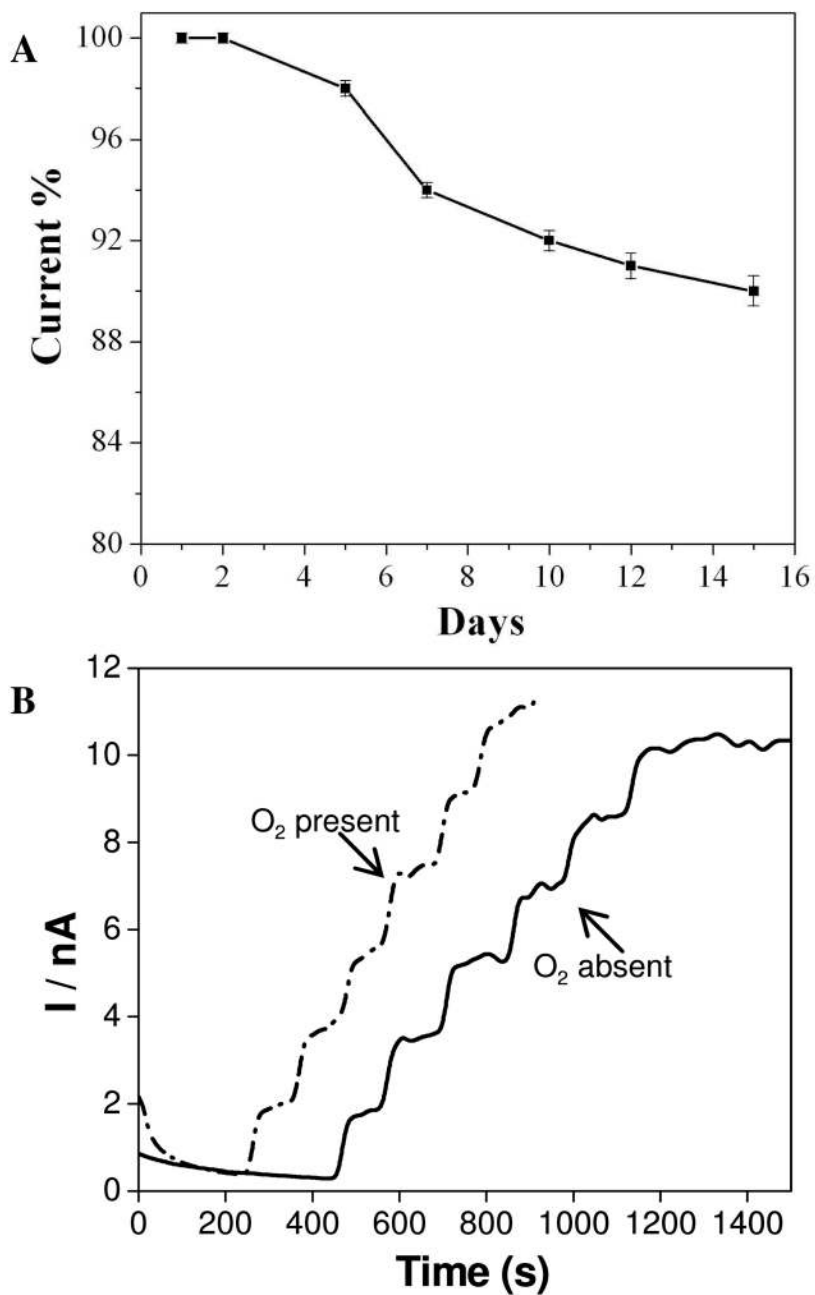 A
100
96
92
88
84
80
Current %
0 2 4 6 8 10 12 14 16
Days
B
12
10
8
6
4
2
0
I / nA
O₂ present
O₂ absent
0 200 400 600 800 1000 1200 1400
Time (s)